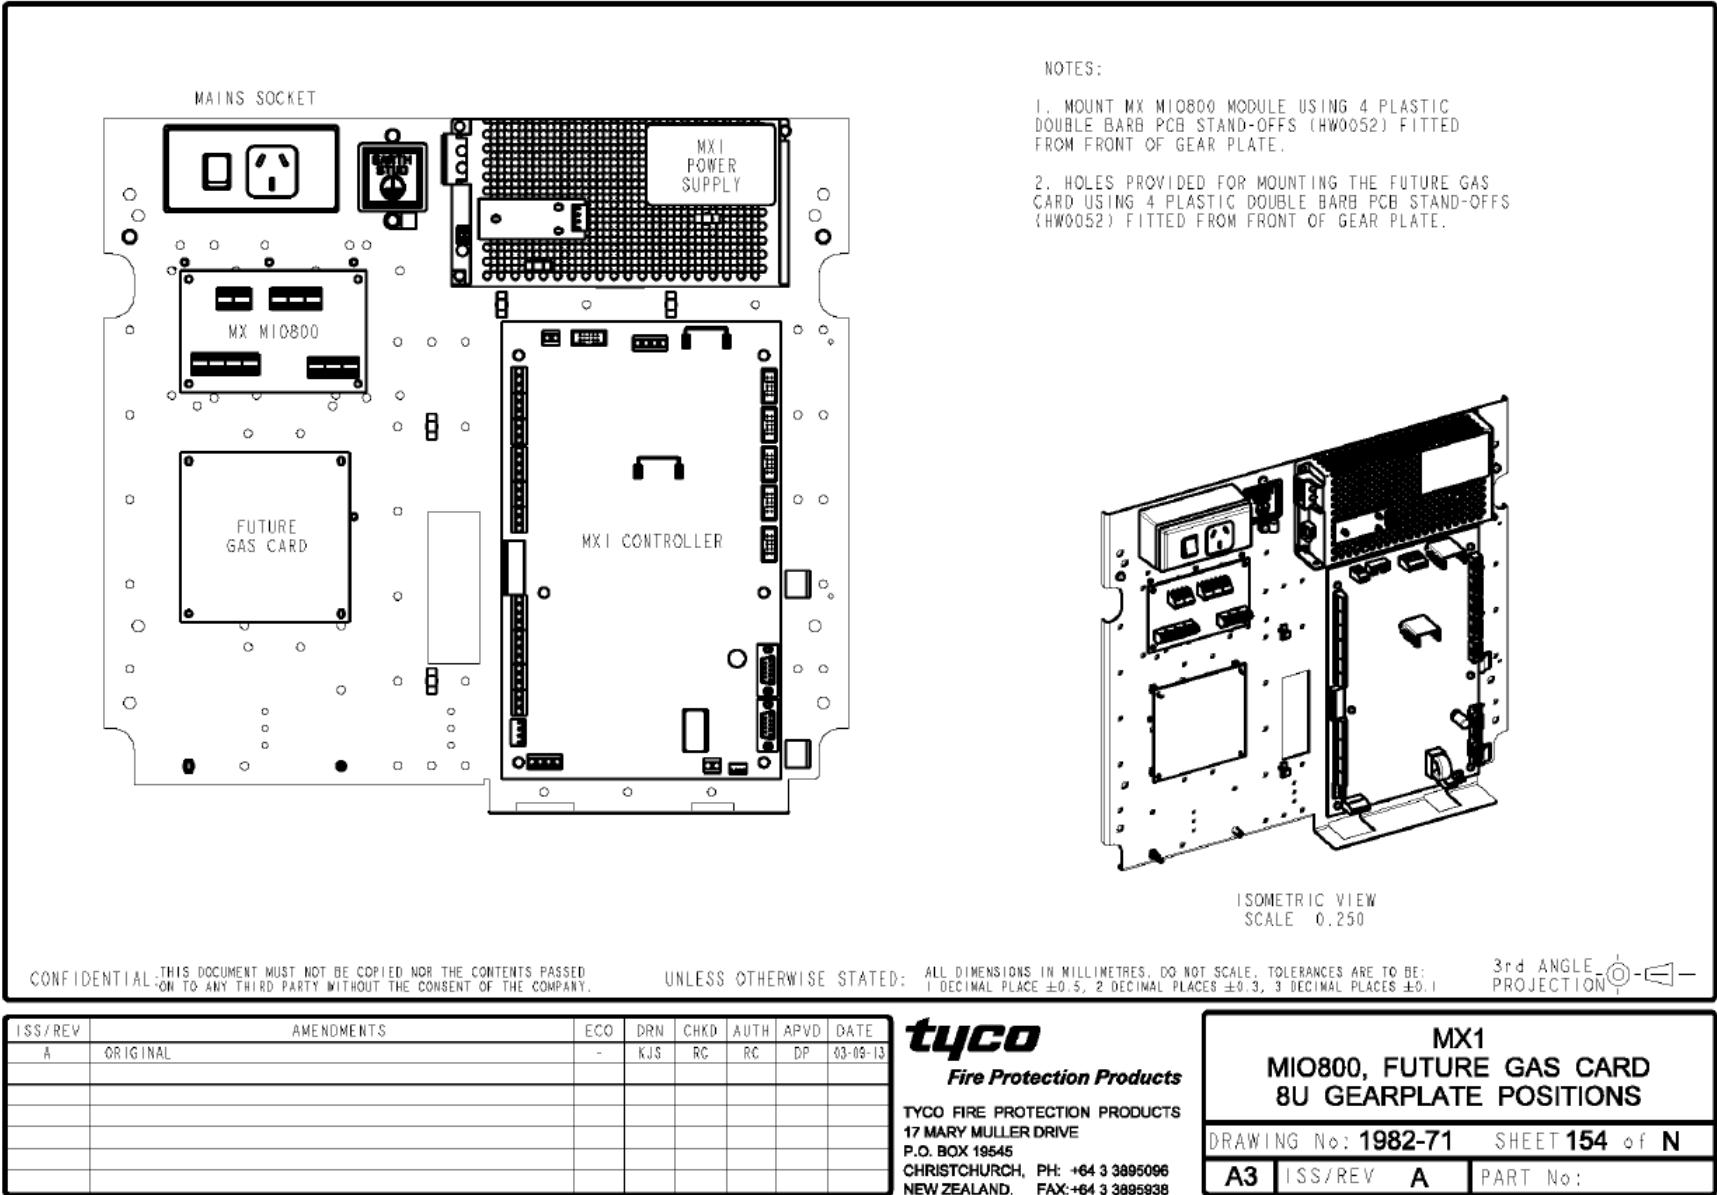 MAINS SOCKET
EARTH
STUD
MX1
POWER
SUPPLY
MX MIO800
FUTURE
GAS CARD
MX1 CONTROLLER
NOTES:
1. MOUNT MX MIO800 MODULE USING 4 PLASTIC
DOUBLE BARB PCB STAND-OFFS (HW0052) FITTED
FROM FRONT OF GEAR PLATE.
2. HOLES PROVIDED FOR MOUNTING THE FUTURE GAS
CARD USING 4 PLASTIC DOUBLE BARB PCB STAND-OFFS
(HW0052) FITTED FROM FRONT OF GEAR PLATE.
ISOMETRIC VIEW
SCALE 0.250
CONFIDENTIAL:THIS DOCUMENT MUST NOT BE COPIED NOR THE CONTENTS PASSED
ON TO ANY THIRD PARTY WITHOUT THE CONSENT OF THE COMPANY.
UNLESS OTHERWISE STATED: ALL DIMENSIONS IN MILLIMETRES. DO NOT SCALE. TOLERANCES ARE TO BE:
1 DECIMAL PLACE ±0.5, 2 DECIMAL PLACES ±0.3, 3 DECIMAL PLACES ±0.1
3rd ANGLE
PROJECTION
ISS/REV AMENDMENTS ECO DRN CHKD AUTH APVD DATE
A ORIGINAL - KJS RC RC DP 03-09-13
tyco
Fire Protection Products
TYCO FIRE PROTECTION PRODUCTS
17 MARY MULLER DRIVE
P.O. BOX 19545
CHRISTCHURCH, PH: +64 3 3895096
NEW ZEALAND. FAX:+64 3 3895938
MX1
MIO800, FUTURE GAS CARD
8U GEARPLATE POSITIONS
DRAWING No: 1982-71 SHEET 154 of N
A3 ISS/REV A PART No: